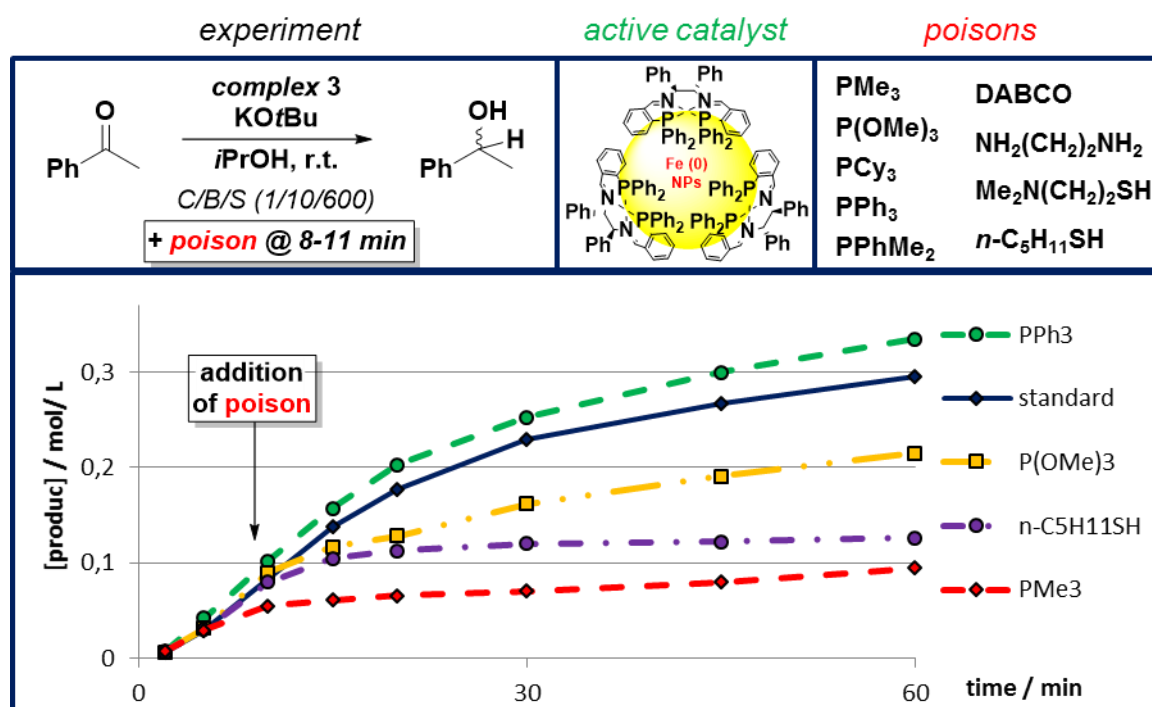 experiment
active catalyst
poisons
complex 3
KOtBu
iPrOH, r.t.
C/B/S (1/10/600)
+ poison @ 8-11 min
O
Ph
OH
H
Ph
Ph
Ph
N
N
P
P
Ph₂
Ph₂
Fe (0)
NPs
PPh₂
Ph₂P
N
N
PPh₂
Ph₂P
N
N
Ph
Ph
Ph
Ph
PMe₃
P(OMe)₃
PCy₃
PPh₃
PPhMe₂
DABCO
NH₂(CH₂)₂NH₂
Me₂N(CH₂)₂SH
n-C₅H₁₁SH
[produc] / mol/ L
0,3
0,2
0,1
0
addition
of poison
0
30
60
time / min
PPh3
standard
P(OMe)3
n-C5H11SH
PMe3